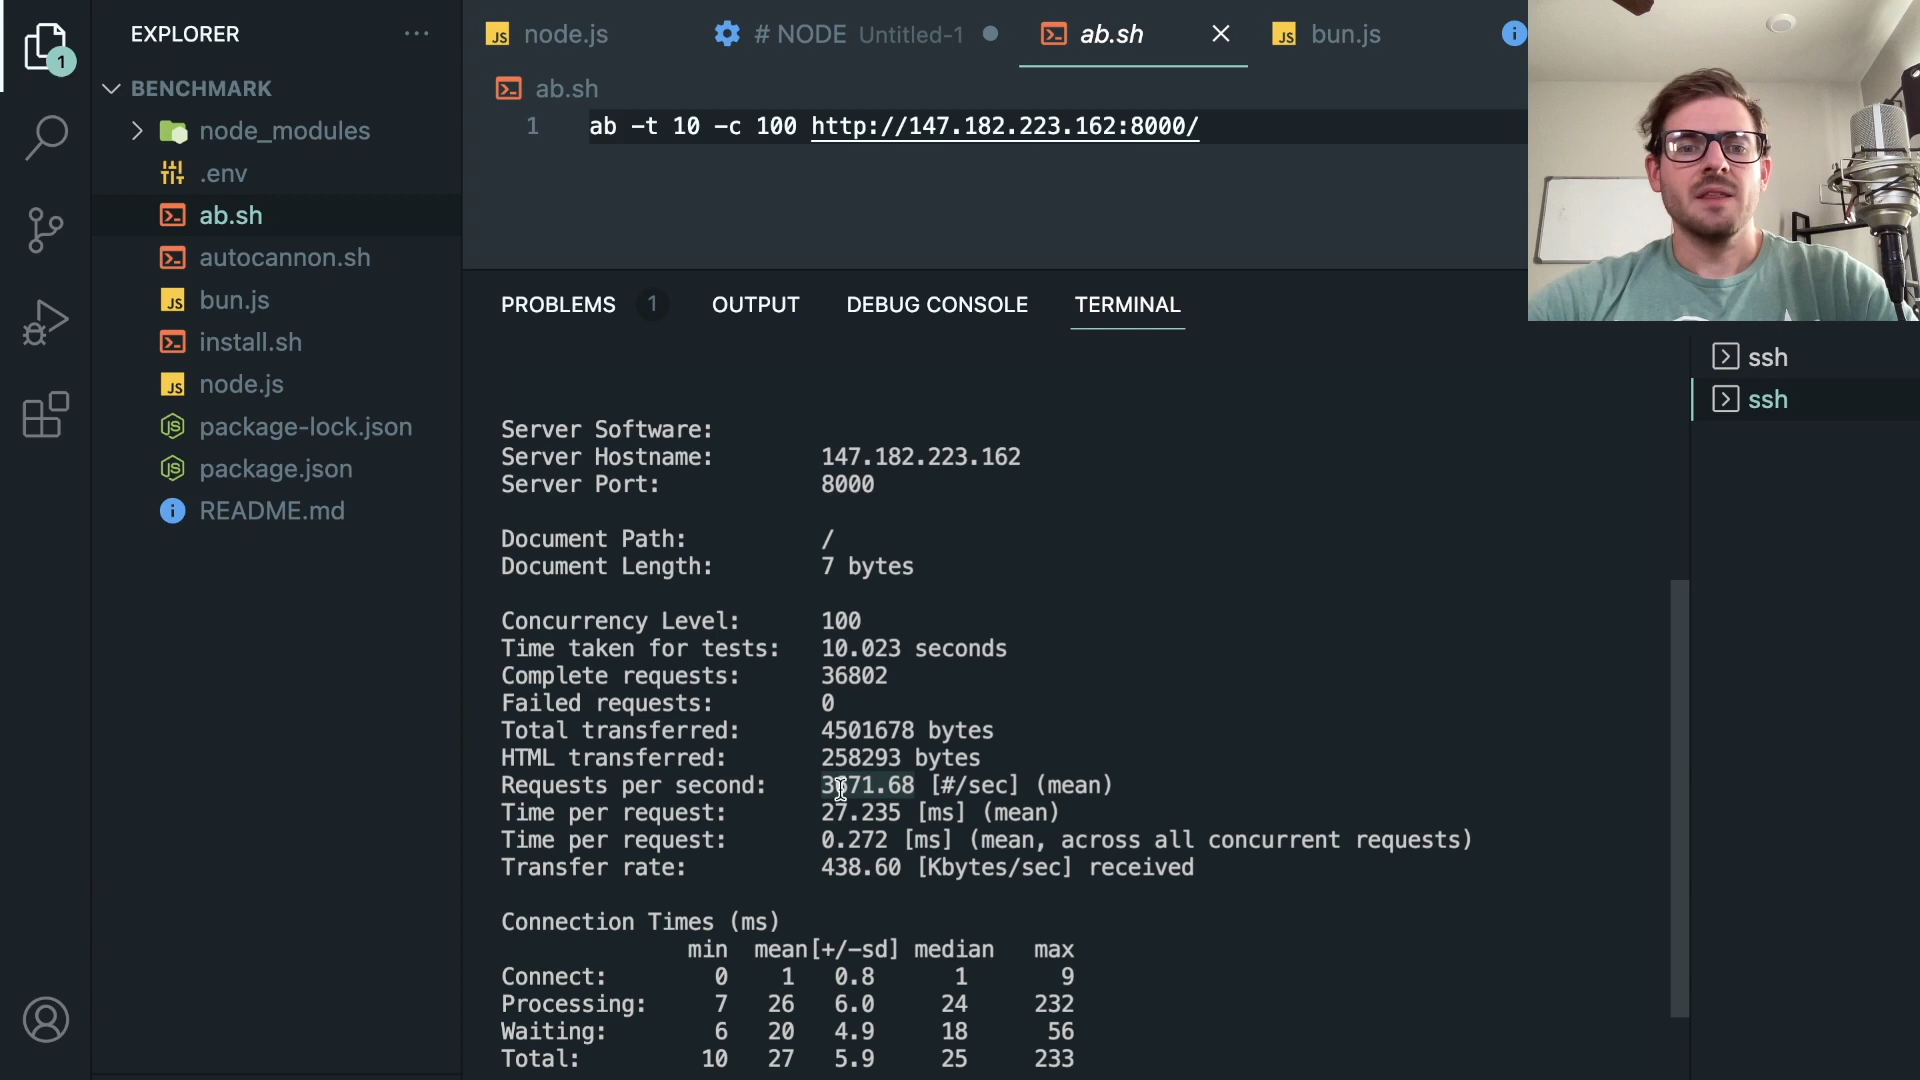 EXPLORER
1
BENCHMARK
node_modules
.env
ab.sh
autocannon.sh
bun.js
install.sh
node.js
package-lock.json
package.json
README.md
node.js
# NODE Untitled-1
ab.sh
bun.js
ab.sh
1 ab -t 10 -c 100 http://147.182.223.162:8000/
PROBLEMS 1 OUTPUT DEBUG CONSOLE TERMINAL
Server Software:
Server Hostname: 147.182.223.162
Server Port: 8000
Document Path: /
Document Length: 7 bytes
Concurrency Level: 100
Time taken for tests: 10.023 seconds
Complete requests: 36802
Failed requests: 0
Total transferred: 4501678 bytes
HTML transferred: 258293 bytes
Requests per second: 3671.68 [#/sec] (mean)
Time per request: 27.235 [ms] (mean)
Time per request: 0.272 [ms] (mean, across all concurrent requests)
Transfer rate: 438.60 [Kbytes/sec] received
Connection Times (ms)
min mean[+/-sd] median max
Connect: 0 1 0.8 1 9
Processing: 7 26 6.0 24 232
Waiting: 6 20 4.9 18 56
Total: 10 27 5.9 25 233
ssh
ssh